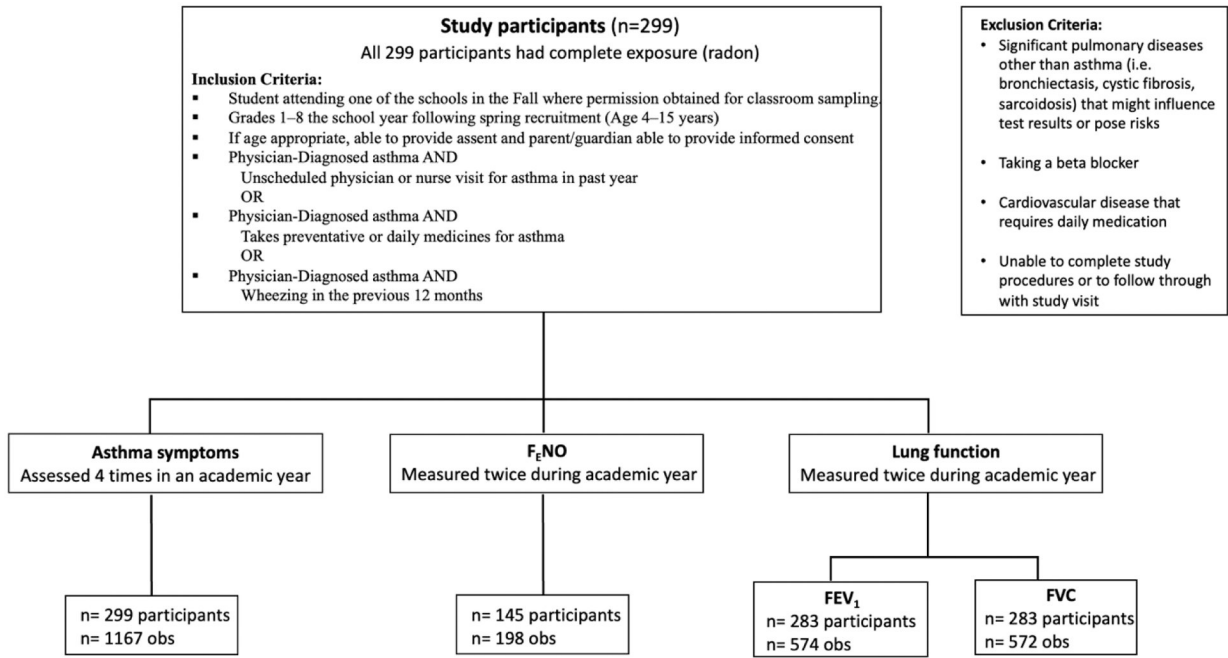 Study participants (n=299)
All 299 participants had complete exposure (radon)
Inclusion Criteria:
▪ Student attending one of the schools in the Fall where permission obtained for classroom sampling.
▪ Grades 1–8 the school year following spring recruitment (Age 4–15 years)
▪ If age appropriate, able to provide assent and parent/guardian able to provide informed consent
▪ Physician-Diagnosed asthma AND
Unscheduled physician or nurse visit for asthma in past year
OR
▪ Physician-Diagnosed asthma AND
Takes preventative or daily medicines for asthma
OR
▪ Physician-Diagnosed asthma AND
Wheezing in the previous 12 months
Exclusion Criteria:
• Significant pulmonary diseases
other than asthma (i.e.
bronchiectasis, cystic fibrosis,
sarcoidosis) that might influence
test results or pose risks
• Taking a beta blocker
• Cardiovascular disease that
requires daily medication
• Unable to complete study
procedures or to follow through
with study visit
Asthma symptoms
Assessed 4 times in an academic year
FENO
Measured twice during academic year
Lung function
Measured twice during academic year
n= 299 participants
n= 1167 obs
n= 145 participants
n= 198 obs
FEV1
n= 283 participants
n= 574 obs
FVC
n= 283 participants
n= 572 obs